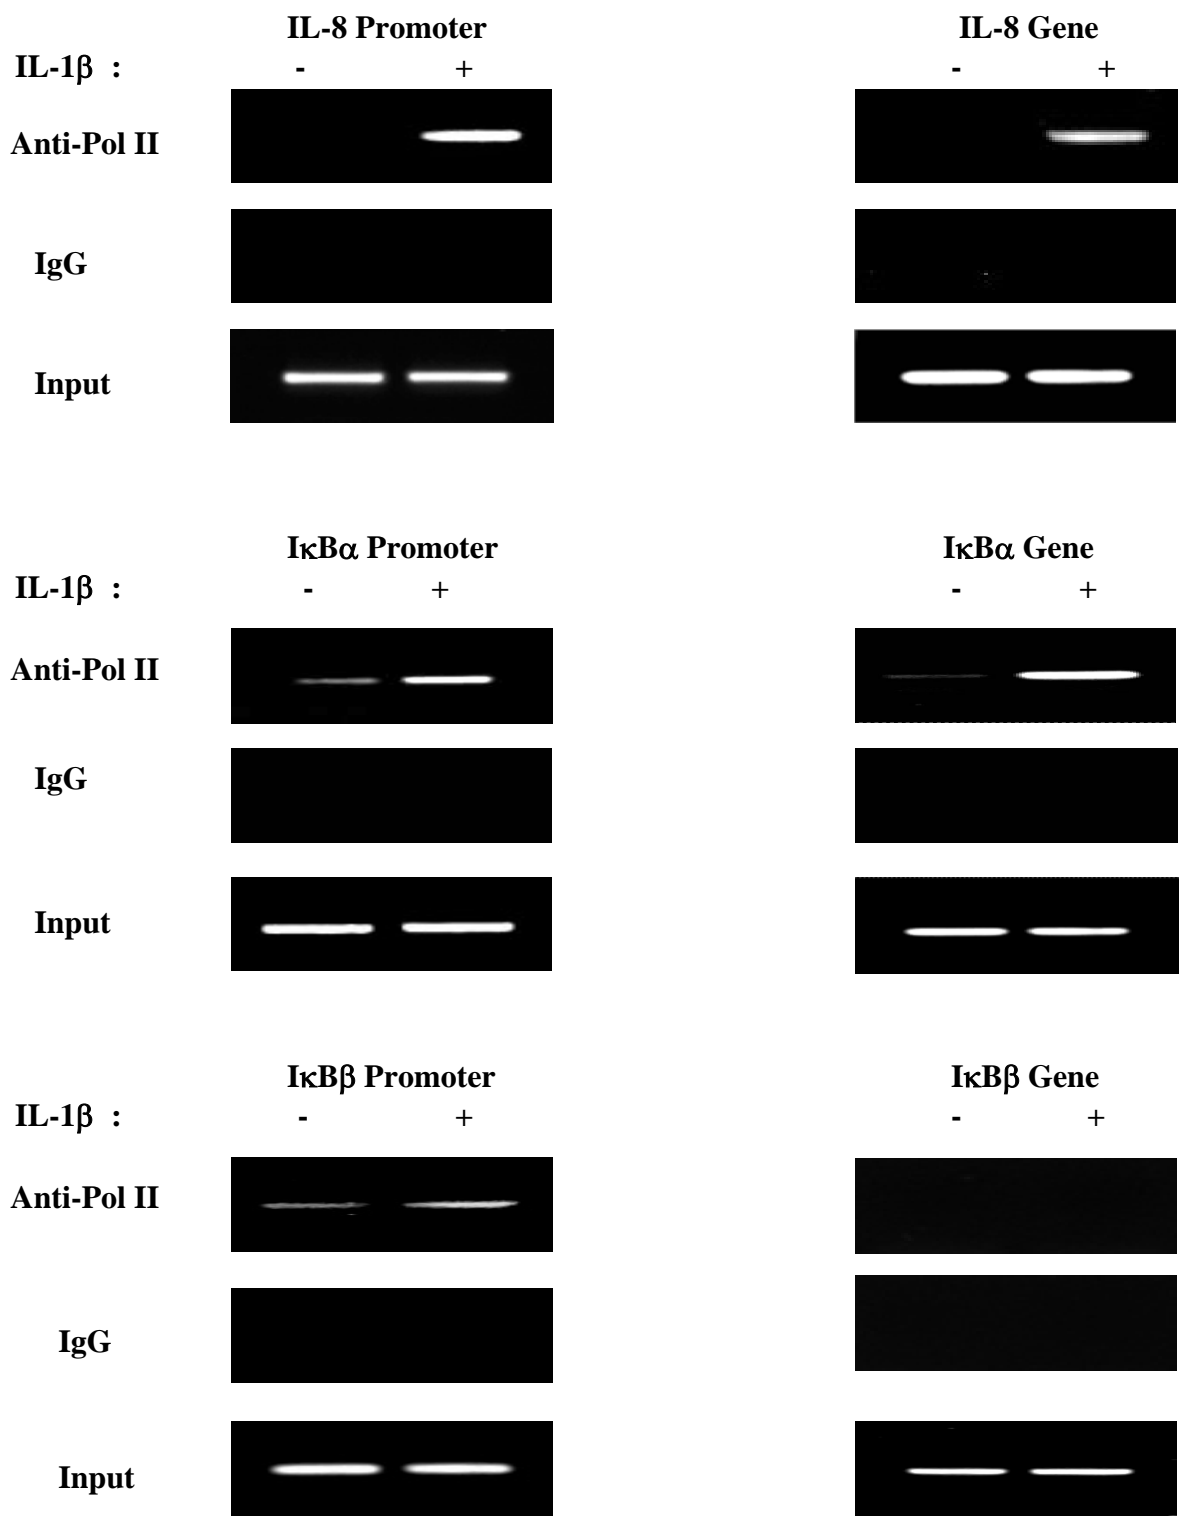 IL-8 Promoter IL-8 Gene
IL-1β : - + - +
Anti-Pol II
IgG
Input
IκBα Promoter IκBα Gene
IL-1β : - + - +
Anti-Pol II
IgG
Input
IκBβ Promoter IκBβ Gene
IL-1β : - + - +
Anti-Pol II
IgG
Input